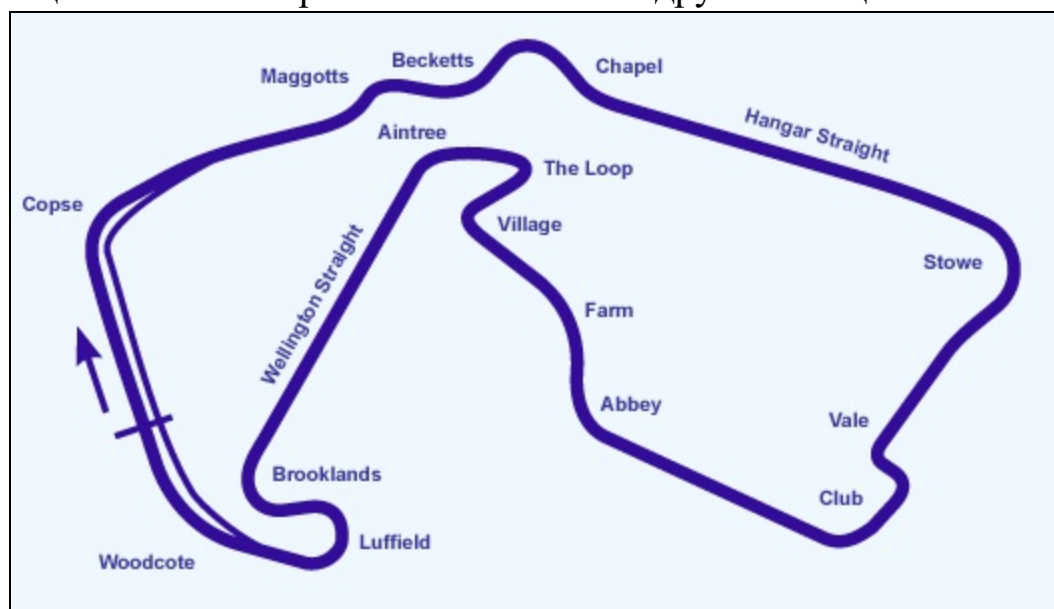 Becketts
Chapel
Maggotts
Hangar Straight
Aintree
The Loop
Copse
Village
Stowe
Wellington Straight
Farm
Abbey
Vale
Brooklands
Club
Luffield
Woodcote